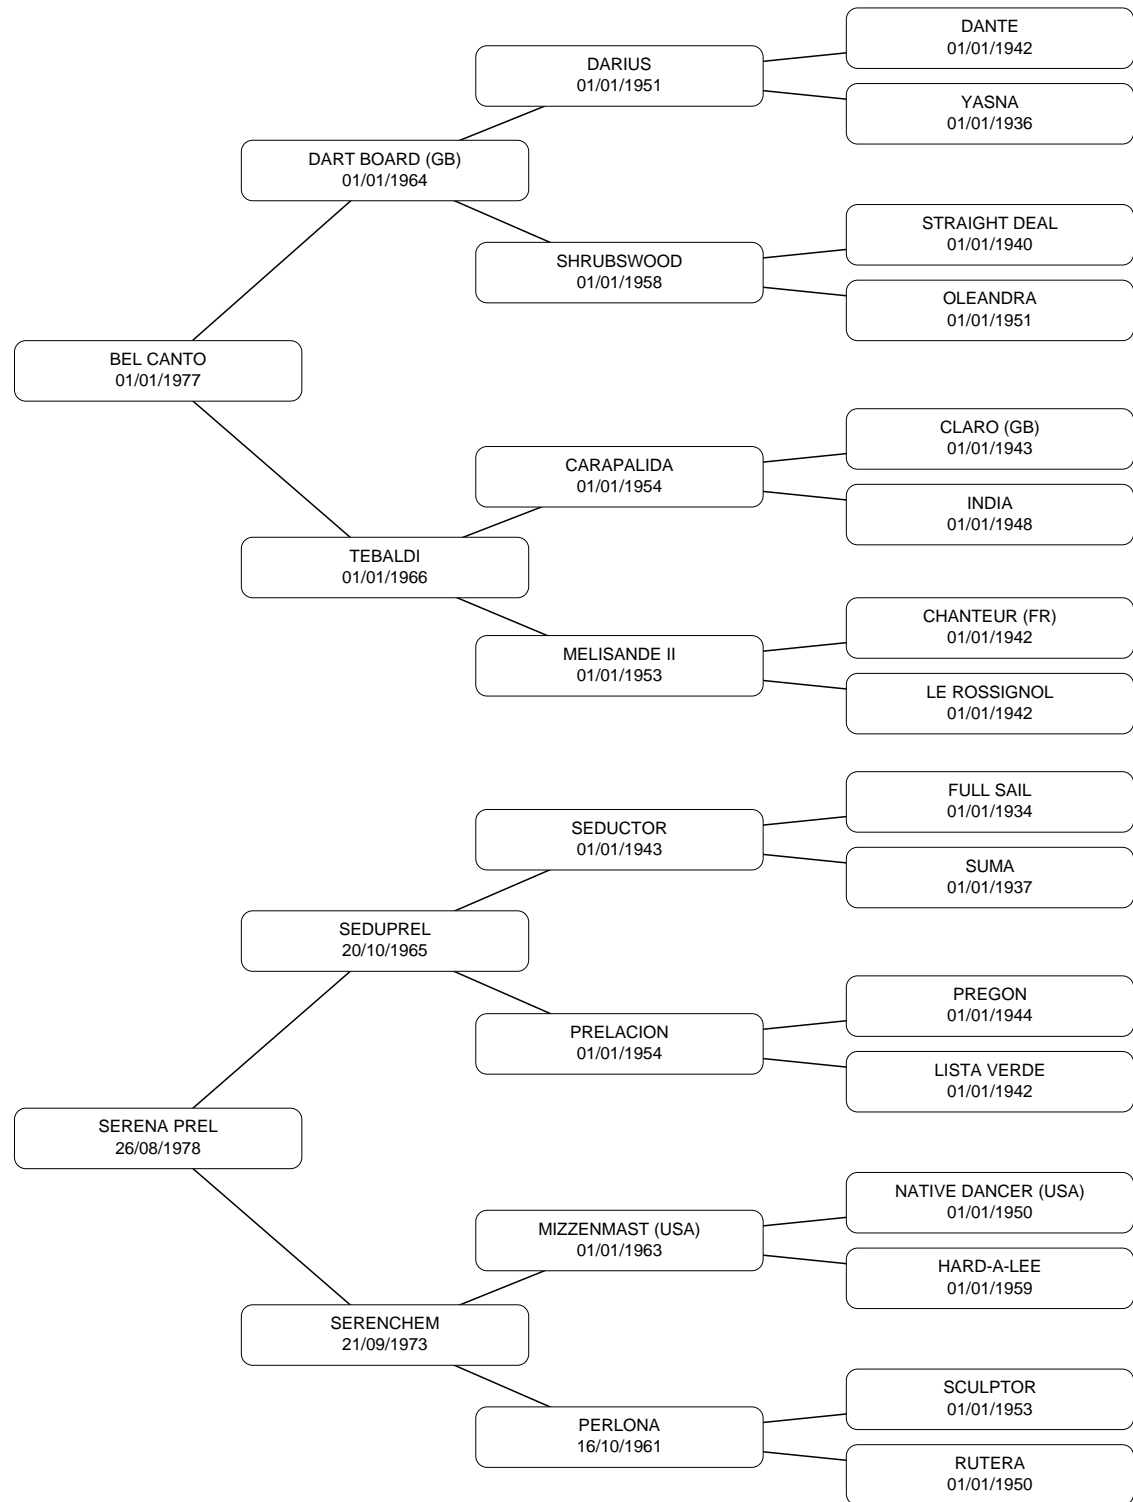 DANTE
01/01/1942
DARIUS
01/01/1951
YASNA
01/01/1936
DART BOARD (GB)
01/01/1964
STRAIGHT DEAL
01/01/1940
SHRUBSWOOD
01/01/1958
OLEANDRA
01/01/1951
BEL CANTO
01/01/1977
CLARO (GB)
01/01/1943
CARAPALIDA
01/01/1954
INDIA
01/01/1948
TEBALDI
01/01/1966
CHANTEUR (FR)
01/01/1942
MELISANDE II
01/01/1953
LE ROSSIGNOL
01/01/1942
FULL SAIL
01/01/1934
SEDUCTOR
01/01/1943
SUMA
01/01/1937
SEDUPREL
20/10/1965
PREGON
01/01/1944
PRELACION
01/01/1954
LISTA VERDE
01/01/1942
SERENA PREL
26/08/1978
NATIVE DANCER (USA)
01/01/1950
MIZZENMAST (USA)
01/01/1963
HARD-A-LEE
01/01/1959
SERENCHEM
21/09/1973
SCULPTOR
01/01/1953
PERLONA
16/10/1961
RUTERA
01/01/1950